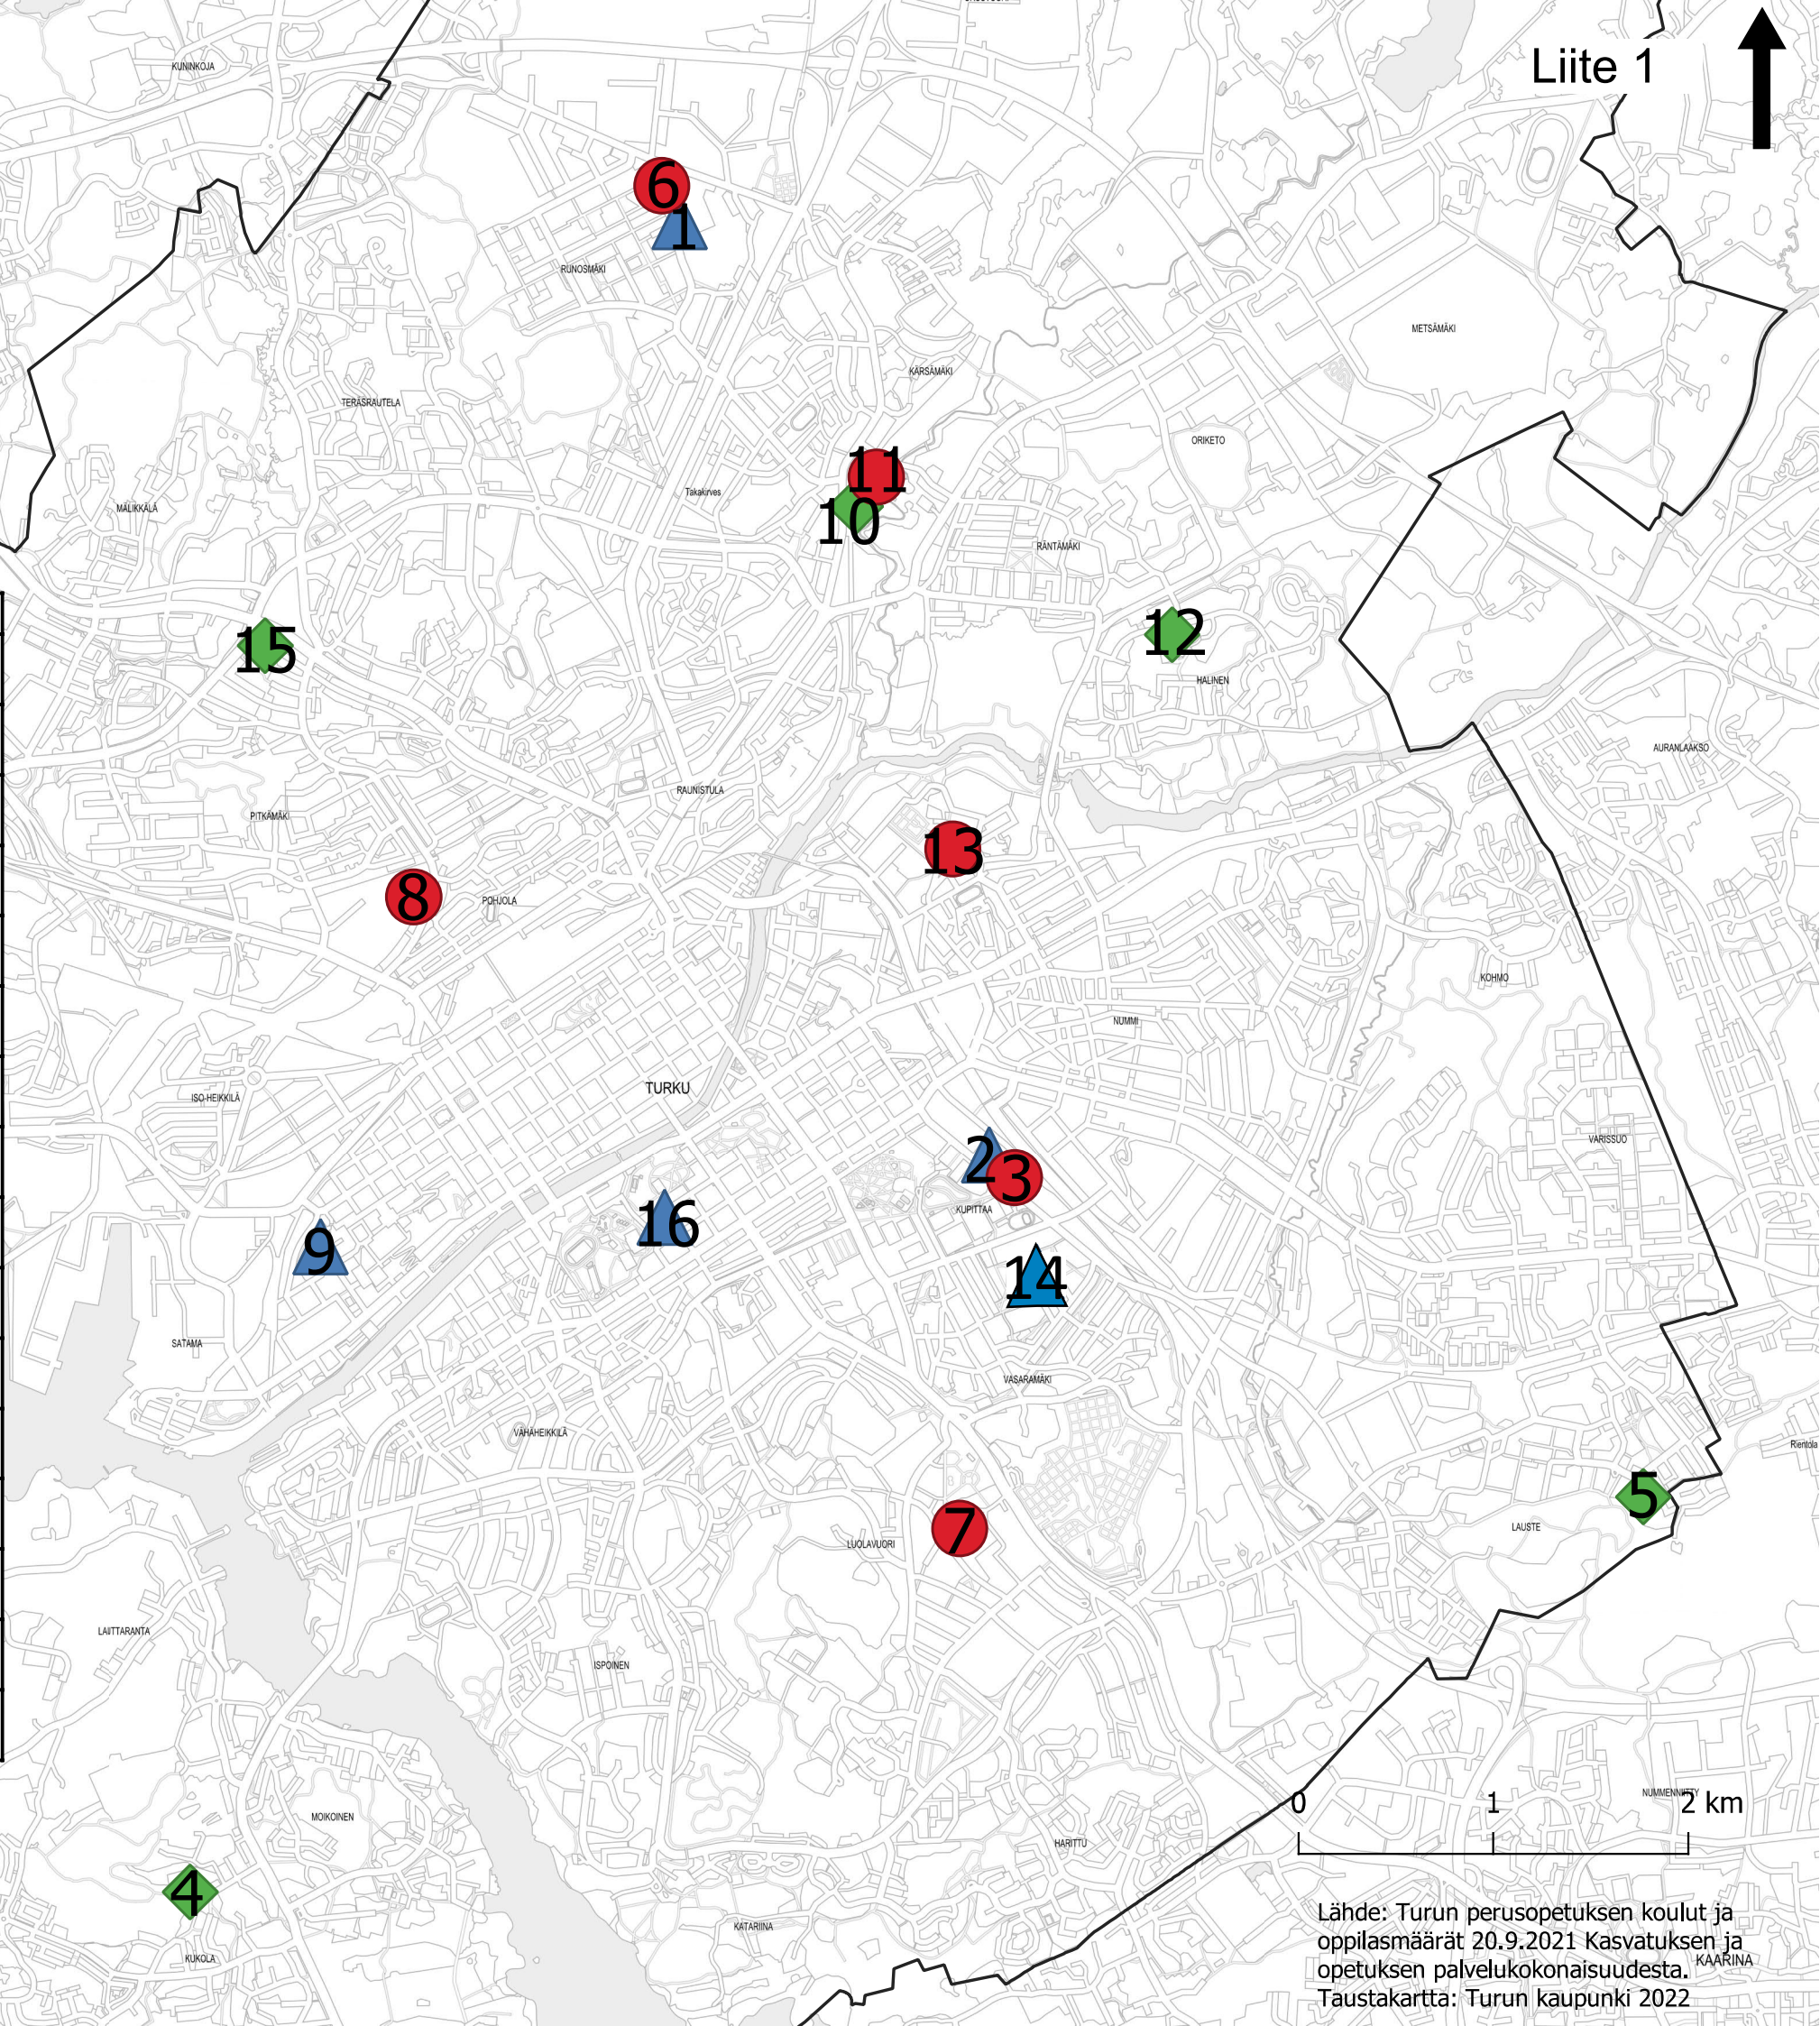 KUNINKOJA
Liite 1
6
1
RUNOSMÄKI
METSÄMÄKI
KÄRSÄMÄKI
TERÄSRAUTELA
ORIKETO
11
Takakirves
MÄLIKKÄLÄ
10
RÄNTÄMÄKI
12
15
HALINEN
AURANLAAKSO
RAUNISTULA
PITKÄMÄKI
13
8
POHJOLA
KOHMO
NUMMI
TURKU
ISO-HEIKKILÄ
VARISSUO
2
3
KUPITTAA
16
9
14
SATAMA
VASARAMÄKI
VÄHÄHEIKKILÄ
Rientola
5
LAUSTE
7
LUOLAVUORI
LAUTTARANTA
ISPOINEN
NUMMENNIITTY
0 1 2 km
MOIKOINEN
HARITTU
4
KATARIINA
KUKOLA
Lähde: Turun perusopetuksen koulut ja
oppilasmäärät 20.9.2021 Kasvatuksen ja
opetuksen palvelukokonaisuudesta.
KAARINA
Taustakartta: Turun kaupunki 2022